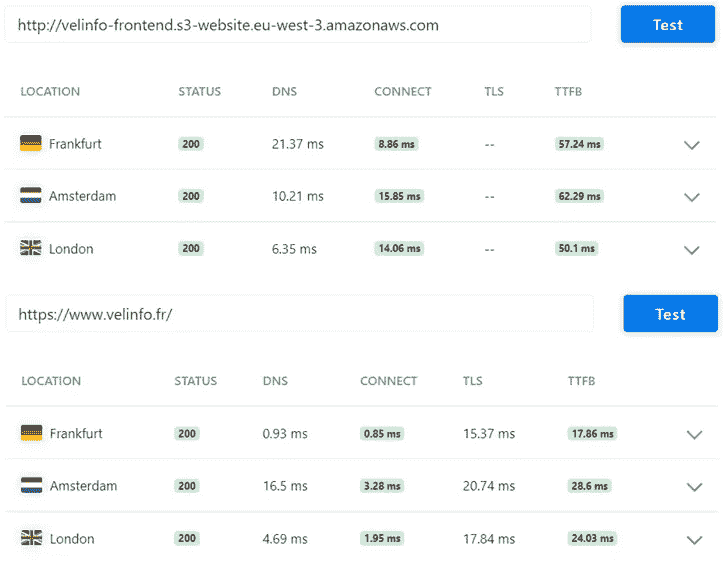 http://velinfo-frontend.s3-website.eu-west-3.amazonaws.com Test
LOCATION STATUS DNS CONNECT TLS TTFB
Frankfurt 200 21.37 ms 8.86 ms -- 57.24 ms
Amsterdam 200 10.21 ms 15.85 ms -- 62.29 ms
London 200 6.35 ms 14.06 ms -- 50.1 ms
https://www.velinfo.fr/ Test
LOCATION STATUS DNS CONNECT TLS TTFB
Frankfurt 200 0.93 ms 0.85 ms 15.37 ms 17.86 ms
Amsterdam 200 16.5 ms 3.28 ms 20.74 ms 28.6 ms
London 200 4.69 ms 1.95 ms 17.84 ms 24.03 ms